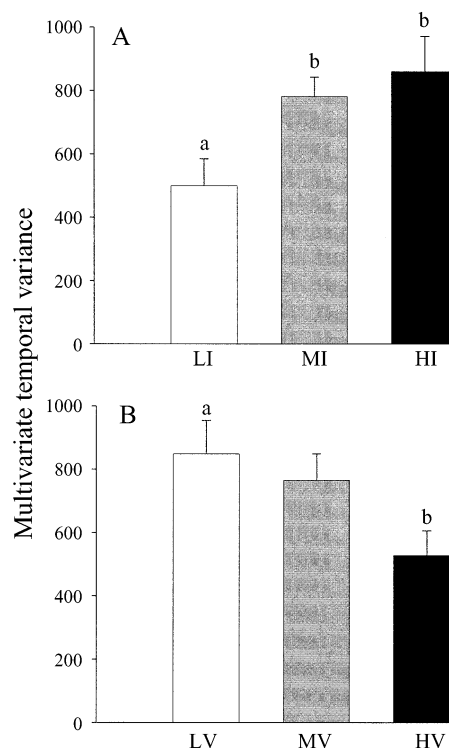 Multivariate temporal variance
A
1000
800
600
400
200
0
a
b
b
LI MI HI
B
1000
800
600
400
200
0
a
b
LV MV HV